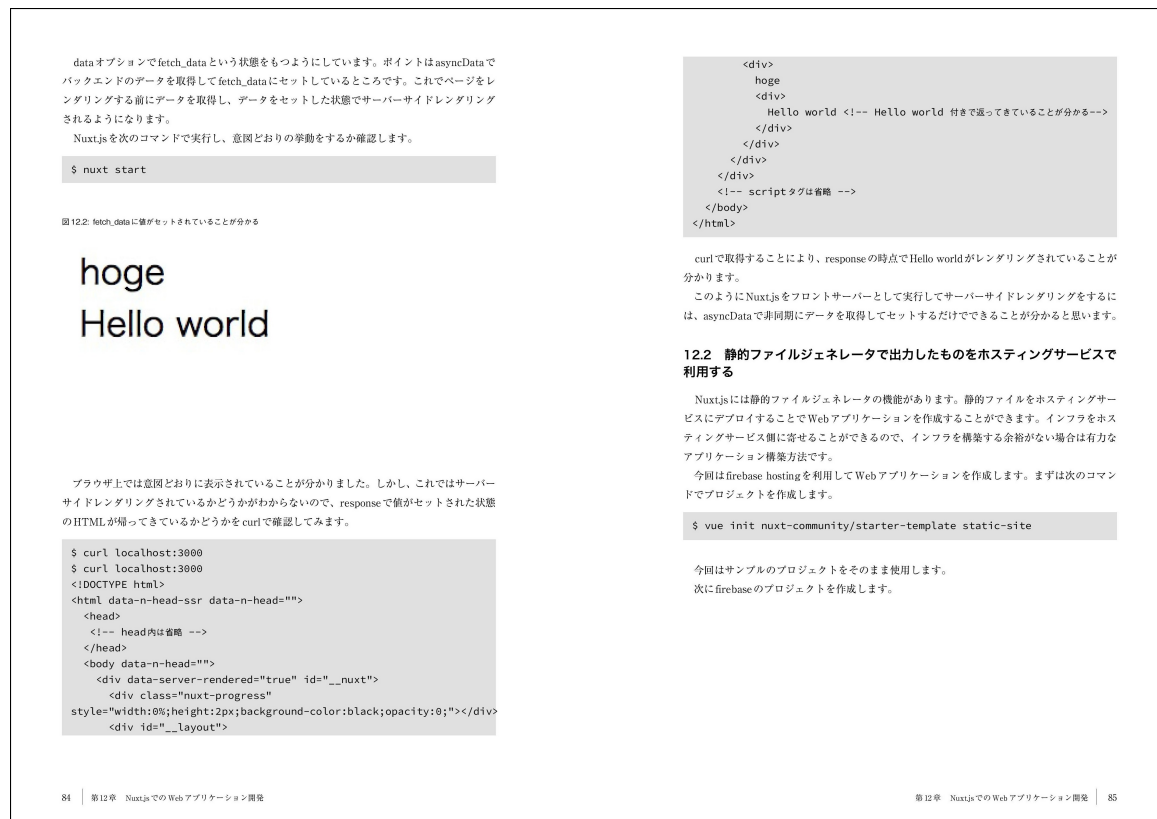 dataオプションでfetch_dataという状態をもつようにしています。ポイントはasyncDataで
バックエンドのデータを取得してfetch_dataにセットしているところです。これでページをレ
ンダリングする前にデータを取得し、データをセットした状態でサーバーサイドレンダリング
されるようになります。
Nuxt.jsを次のコマンドで実行し、意図どおりの挙動をするか確認します。
$ nuxt start
図12.2: fetch_dataに値がセットされていることが分かる
hoge
Hello world
ブラウザ上では意図どおりに表示されていることが分かりました。しかし、これではサーバー
サイドレンダリングされているかどうかがわからないので、responseで値がセットされた状態
のHTMLが帰ってきているかどうかをcurlで確認してみます。
$ curl localhost:3000
$ curl localhost:3000
<!DOCTYPE html>
<html data-n-head-ssr data-n-head="">
<head>
<!-- head内は省略 -->
</head>
<body data-n-head="">
<div data-server-rendered="true" id="__nuxt">
<div class="nuxt-progress"
style="width:0%;height:2px;background-color:black;opacity:0;"></div>
<div id="__layout">
84 第12章 Nuxt.jsでのWebアプリケーション開発
<div>
hoge
<div>
Hello world <!-- Hello world 付きで返ってきていることが分かる-->
</div>
</div>
</div>
</div>
<!-- scriptタグは省略 -->
</body>
</html>
curlで取得することにより、responseの時点でHello worldがレンダリングされていることが
分かります。
このようにNuxt.jsをフロントサーバーとして実行してサーバーサイドレンダリングをするに
は、asyncDataで非同期にデータを取得してセットするだけでできることが分かると思います。
12.2 静的ファイルジェネレータで出力したものをホスティングサービスで
利用する
Nuxt.jsには静的ファイルジェネレータの機能があります。静的ファイルをホスティングサー
ビスにデプロイすることでWebアプリケーションを作成することができます。インフラをホス
ティングサービス側に寄せることができるので、インフラを構築する余裕がない場合は有力な
アプリケーション構築方法です。
今回はfirebase hostingを利用してWebアプリケーションを作成します。まずは次のコマン
ドでプロジェクトを作成します。
$ vue init nuxt-community/starter-template static-site
今回はサンプルのプロジェクトをそのまま使用します。
次にfirebaseのプロジェクトを作成します。
第12章 Nuxt.jsでのWebアプリケーション開発 85